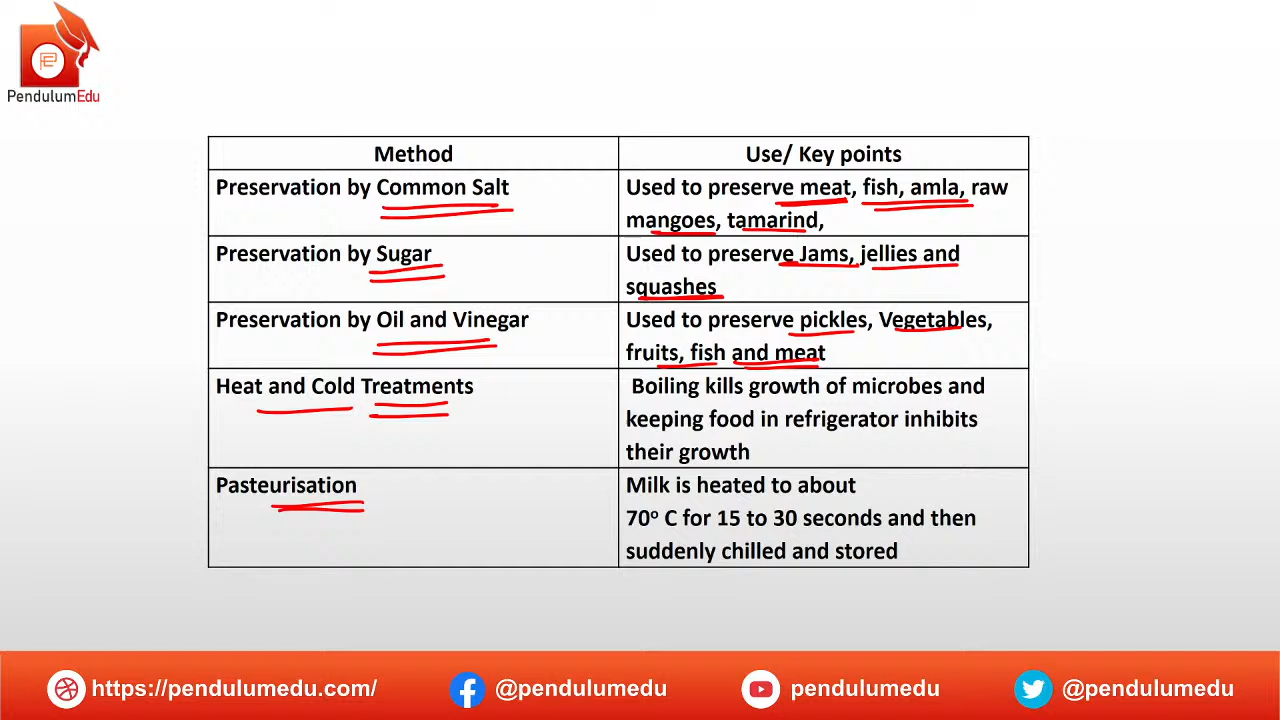 PendulumEdu
Method
Use/ Key points
Preservation by Common Salt
Used to preserve meat, fish, amla, raw
mangoes, tamarind,
Preservation by Sugar
Used to preserve Jams, jellies and
squashes
Preservation by Oil and Vinegar
Used to preserve pickles, Vegetables,
fruits, fish and meat
Heat and Cold Treatments
Boiling kills growth of microbes and
keeping food in refrigerator inhibits
their growth
Pasteurisation
Milk is heated to about
70° C for 15 to 30 seconds and then
suddenly chilled and stored
https://pendulumedu.com/
@pendulumedu
pendulumedu
@pendulumedu